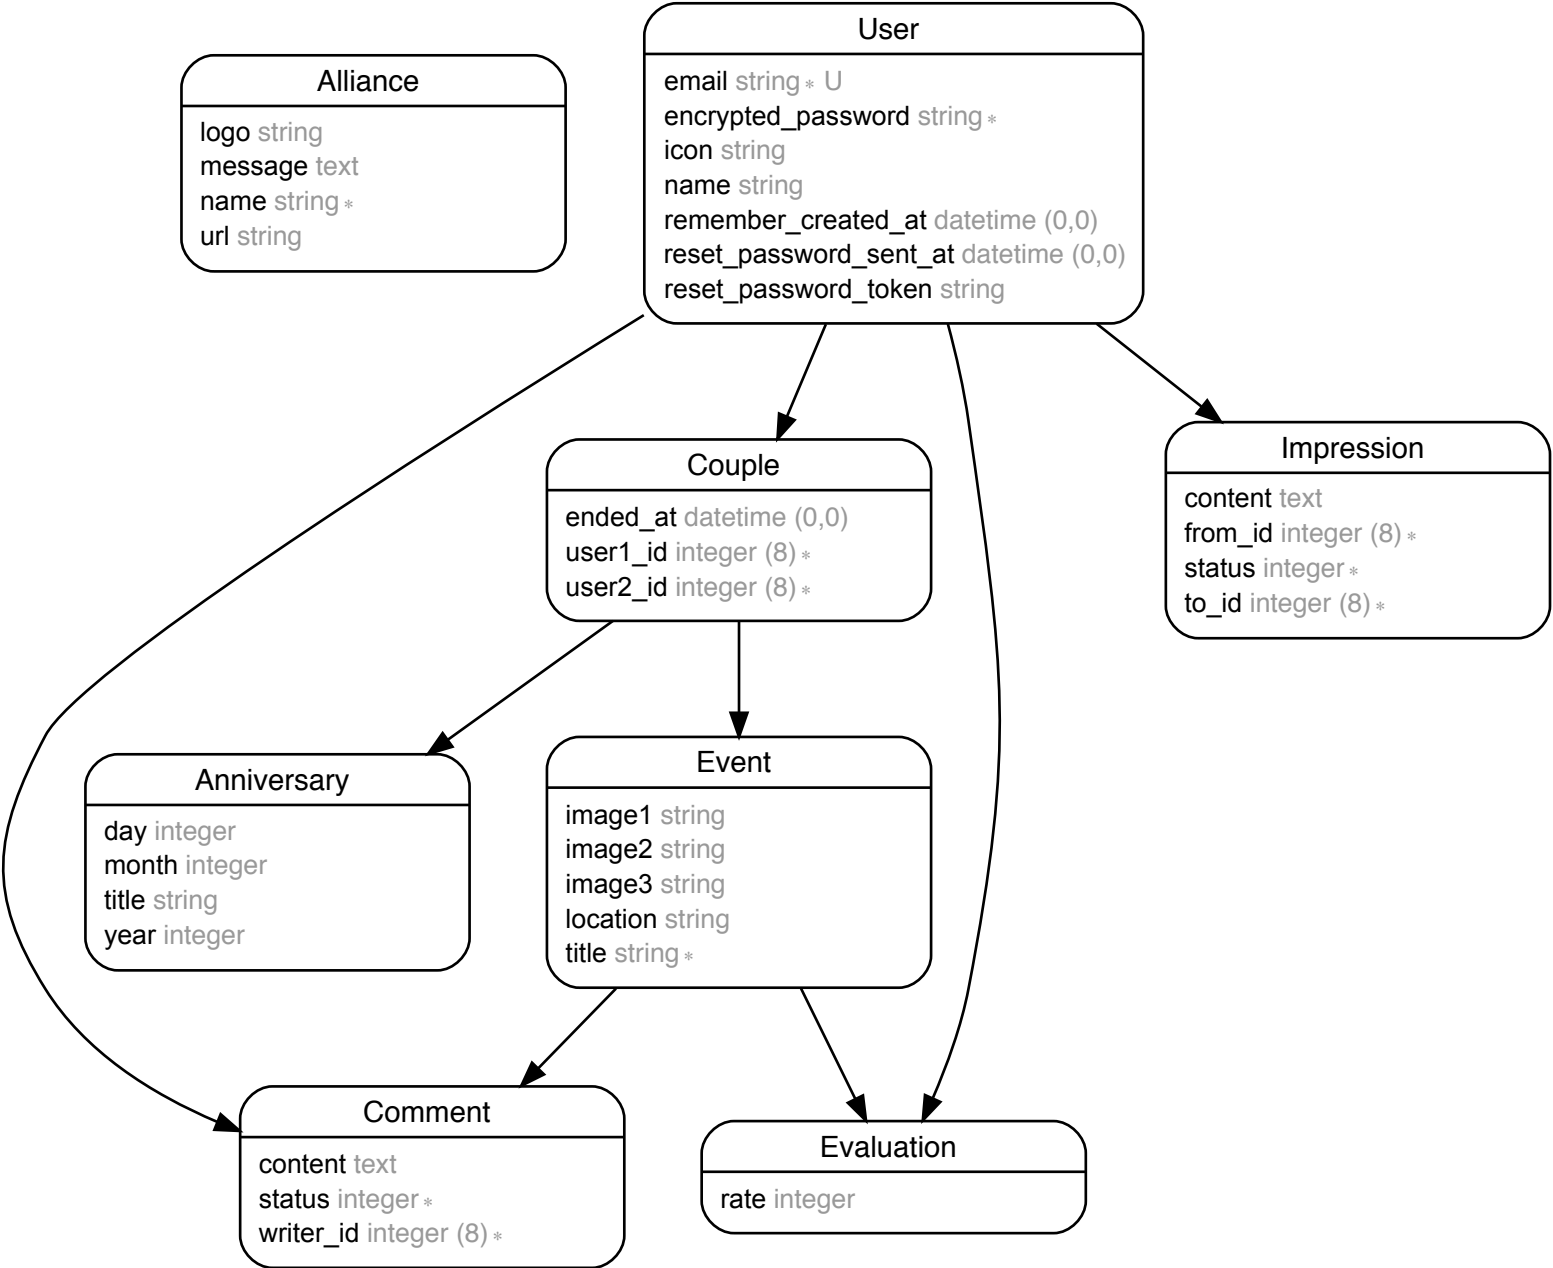 User
email string∗ U
encrypted_password string∗
icon string
name string
remember_created_at datetime (0,0)
reset_password_sent_at datetime (0,0)
reset_password_token string
Alliance
logo string
message text
name string∗
url string
Couple
ended_at datetime (0,0)
user1_id integer (8)∗
user2_id integer (8)∗
Impression
content text
from_id integer (8)∗
status integer∗
to_id integer (8)∗
Anniversary
day integer
month integer
title string
year integer
Event
image1 string
image2 string
image3 string
location string
title string∗
Comment
content text
status integer∗
writer_id integer (8)∗
Evaluation
rate integer